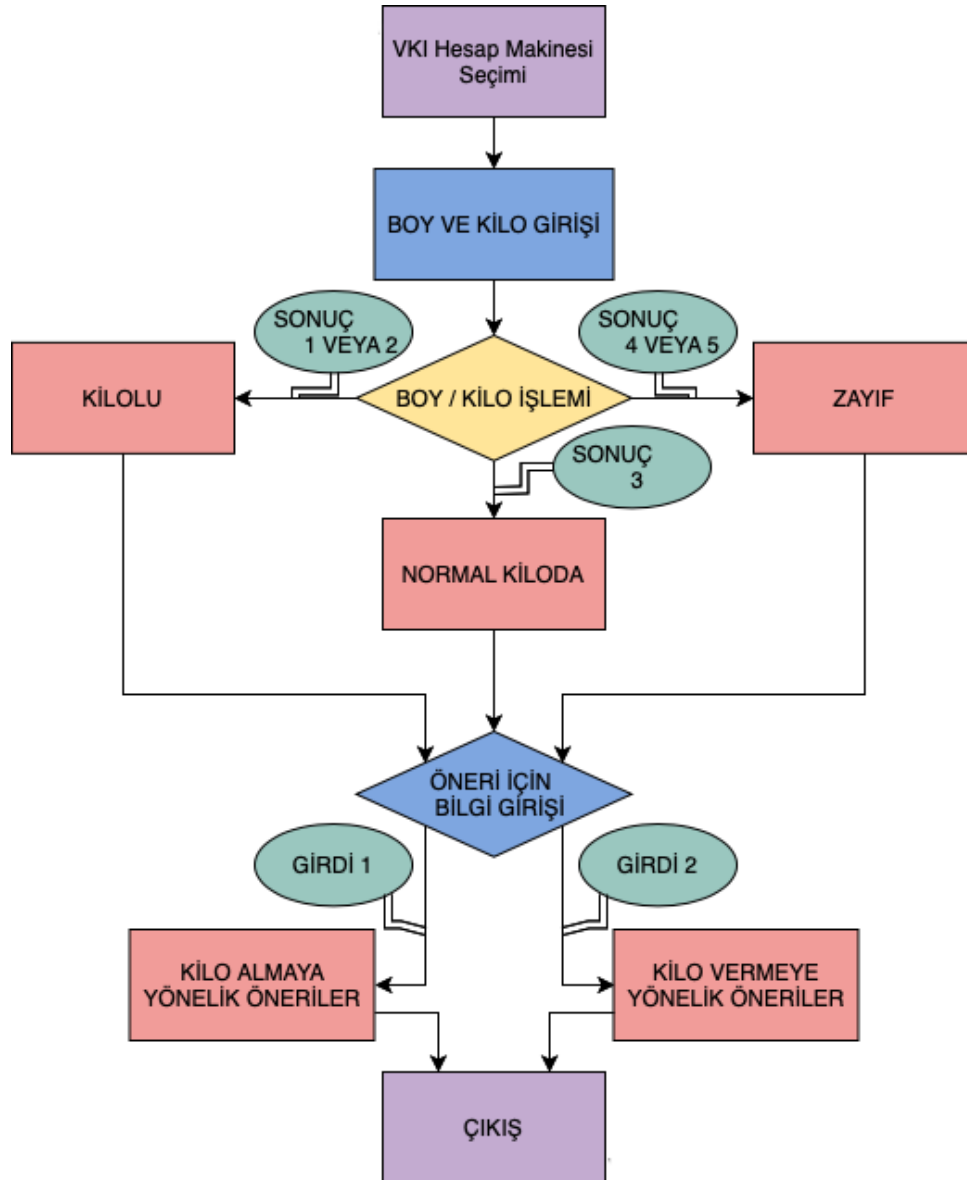 VKI Hesap Makinesi
Seçimi
BOY VE KİLO GİRİŞİ
SONUÇ
1 VEYA 2
SONUÇ
4 VEYA 5
KİLOLU
BOY / KİLO İŞLEMİ
ZAYIF
SONUÇ
3
NORMAL KİLODA
ÖNERİ İÇİN
BİLGİ GİRİŞİ
GİRDİ 1
GİRDİ 2
KİLO ALMAYA
YÖNELİK ÖNERİLER
KİLO VERMEYE
YÖNELİK ÖNERİLER
ÇIKIŞ